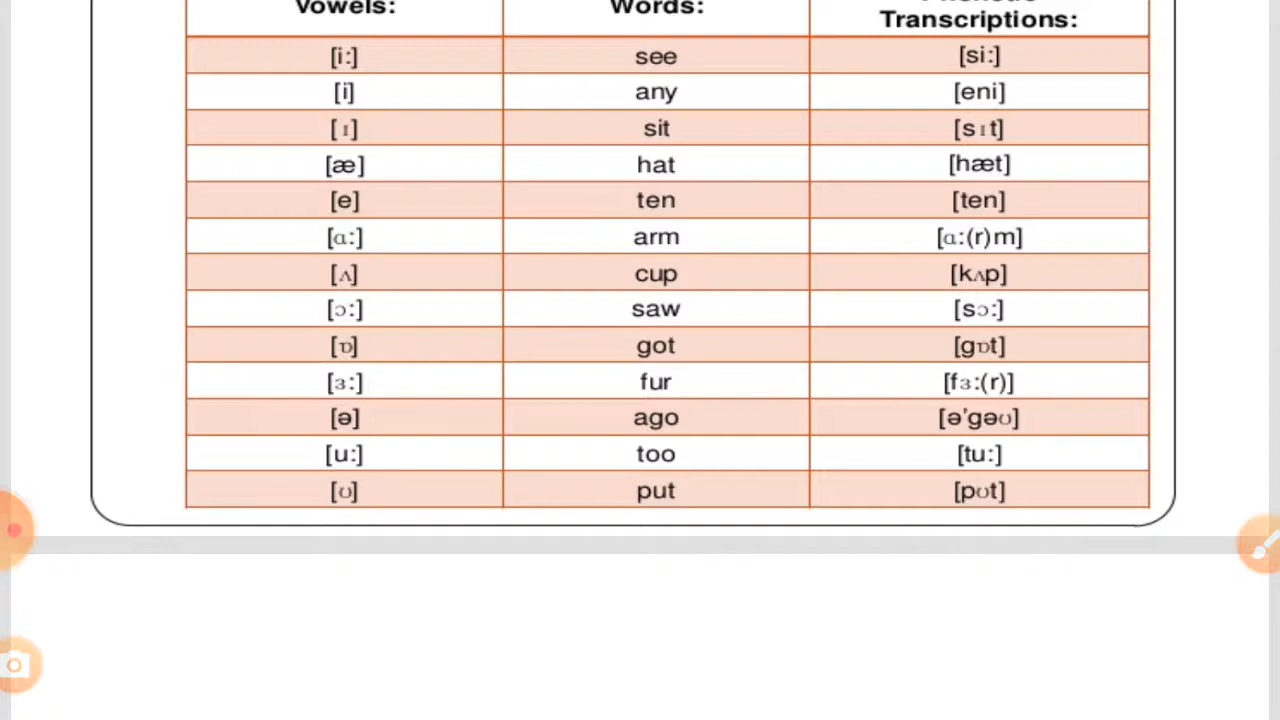 Vowels: Words:
Transcriptions:
[i:] see [si:]
[i] any [eni]
[ɪ] sit [sɪt]
[æ] hat [hæt]
[e] ten [ten]
[ɑ:] arm [ɑ:(r)m]
[ʌ] cup [kʌp]
[ɔ:] saw [sɔ:]
[ɒ] got [gɒt]
[ɜ:] fur [fɜ:(r)]
[ə] ago [ə'gəʊ]
[u:] too [tu:]
[ʊ] put [pʊt]